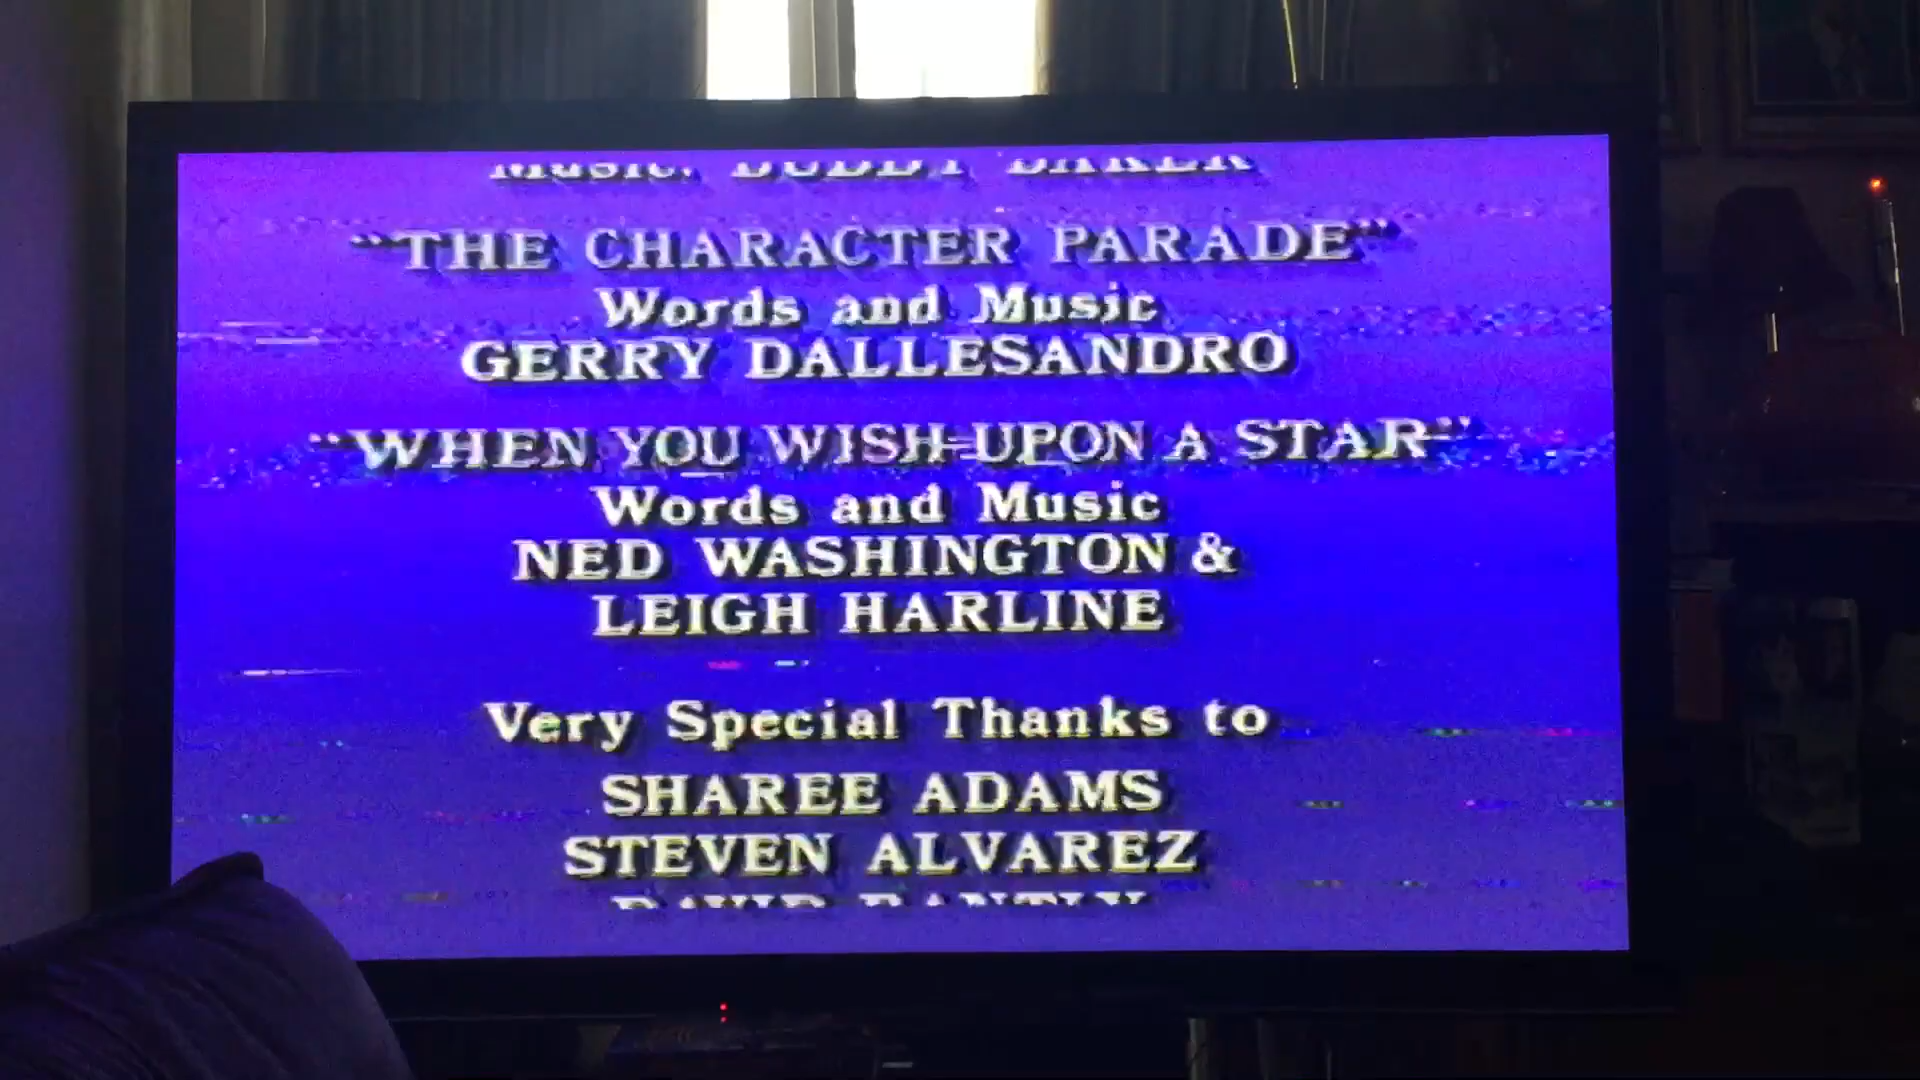 "THE CHARACTER PARADE"
Words and Music
GERRY DALLESANDRO
"WHEN YOU WISH UPON A STAR"
Words and Music
NED WASHINGTON &
LEIGH HARLINE
Very Special Thanks to
SHAREE ADAMS
STEVEN ALVAREZ